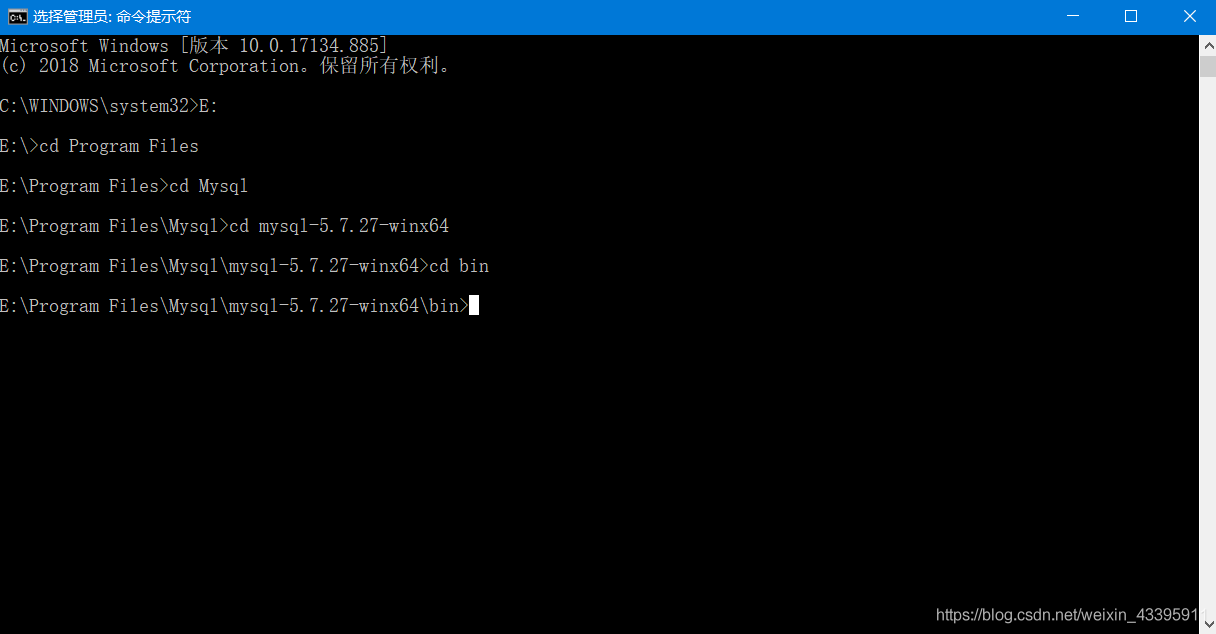 选择管理员: 命令提示符
Microsoft Windows [版本 10.0.17134.885]
(c) 2018 Microsoft Corporation。保留所有权利。
C:\WINDOWS\system32>E:
E:\>cd Program Files
E:\Program Files>cd Mysql
E:\Program Files\Mysql>cd mysql-5.7.27-winx64
E:\Program Files\Mysql\mysql-5.7.27-winx64>cd bin
E:\Program Files\Mysql\mysql-5.7.27-winx64\bin>
https://blog.csdn.net/weixin_43395911